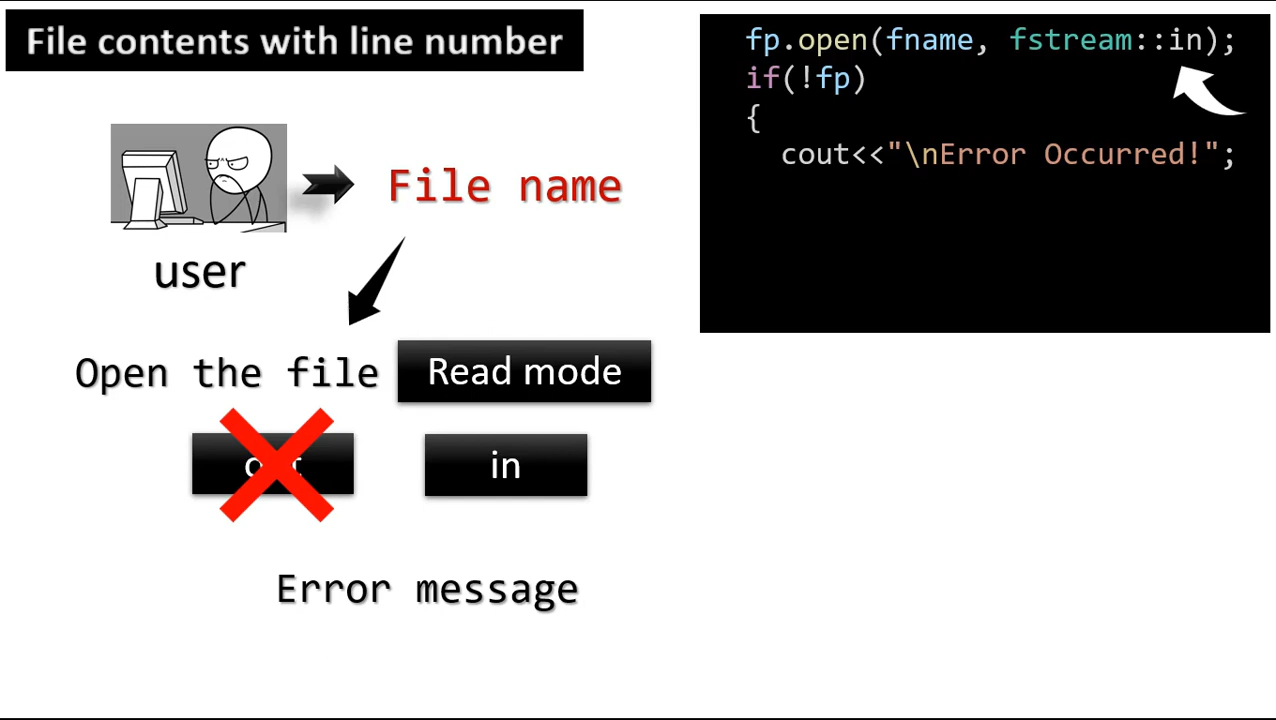 File contents with line number
user
File name
Open the file Read mode
in
Error message
fp.open(fname, fstream::in);
if(!fp)
{
cout<<"\nError Occurred!";